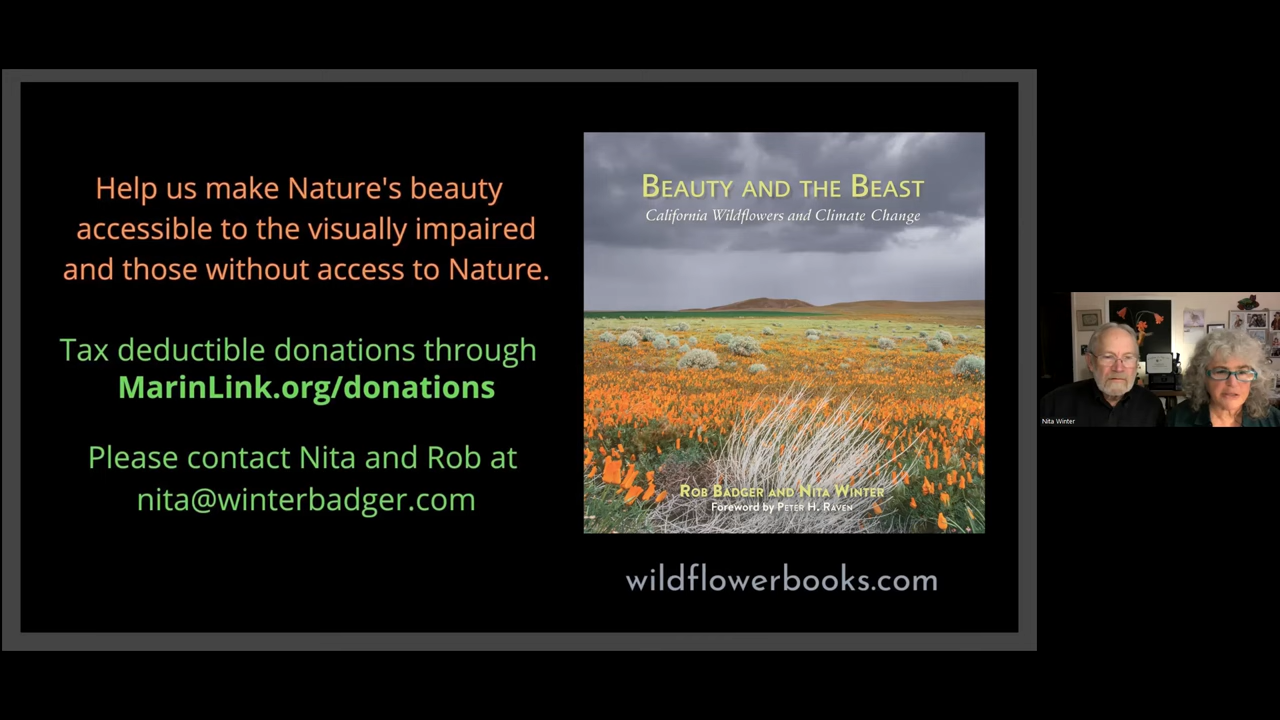 Help us make Nature's beauty
accessible to the visually impaired
and those without access to Nature.
Tax deductible donations through
MarinLink.org/donations
Please contact Nita and Rob at
nita@winterbadger.com
BEAUTY AND THE BEAST
California Wildflowers and Climate Change
ROB BADGER AND NITA WINTER
Foreword by PETER H. RAVEN
wildflowerbooks.com
Nita Winter